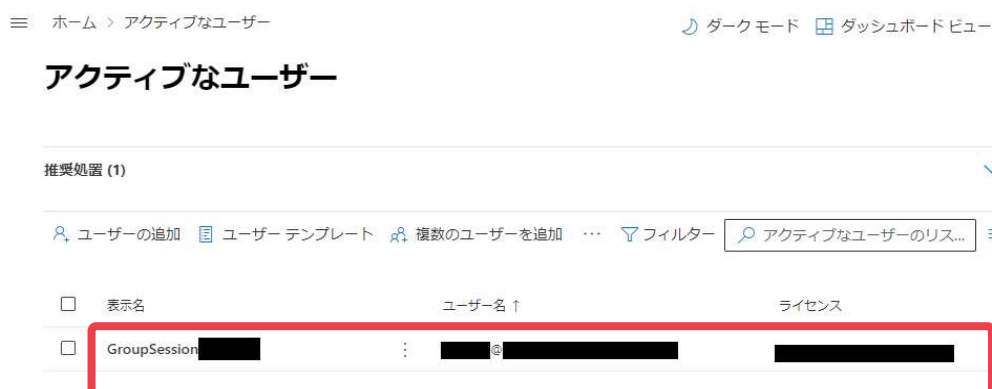 ホーム > アクティブなユーザー
ダーク モード
ダッシュボード ビュー
アクティブなユーザー
推奨処置 (1)
ユーザーの追加 ユーザー テンプレート 複数のユーザーを追加 … フィルター アクティブなユーザーのリス...
表示名 ユーザー名 ↑ ライセンス
GroupSession @